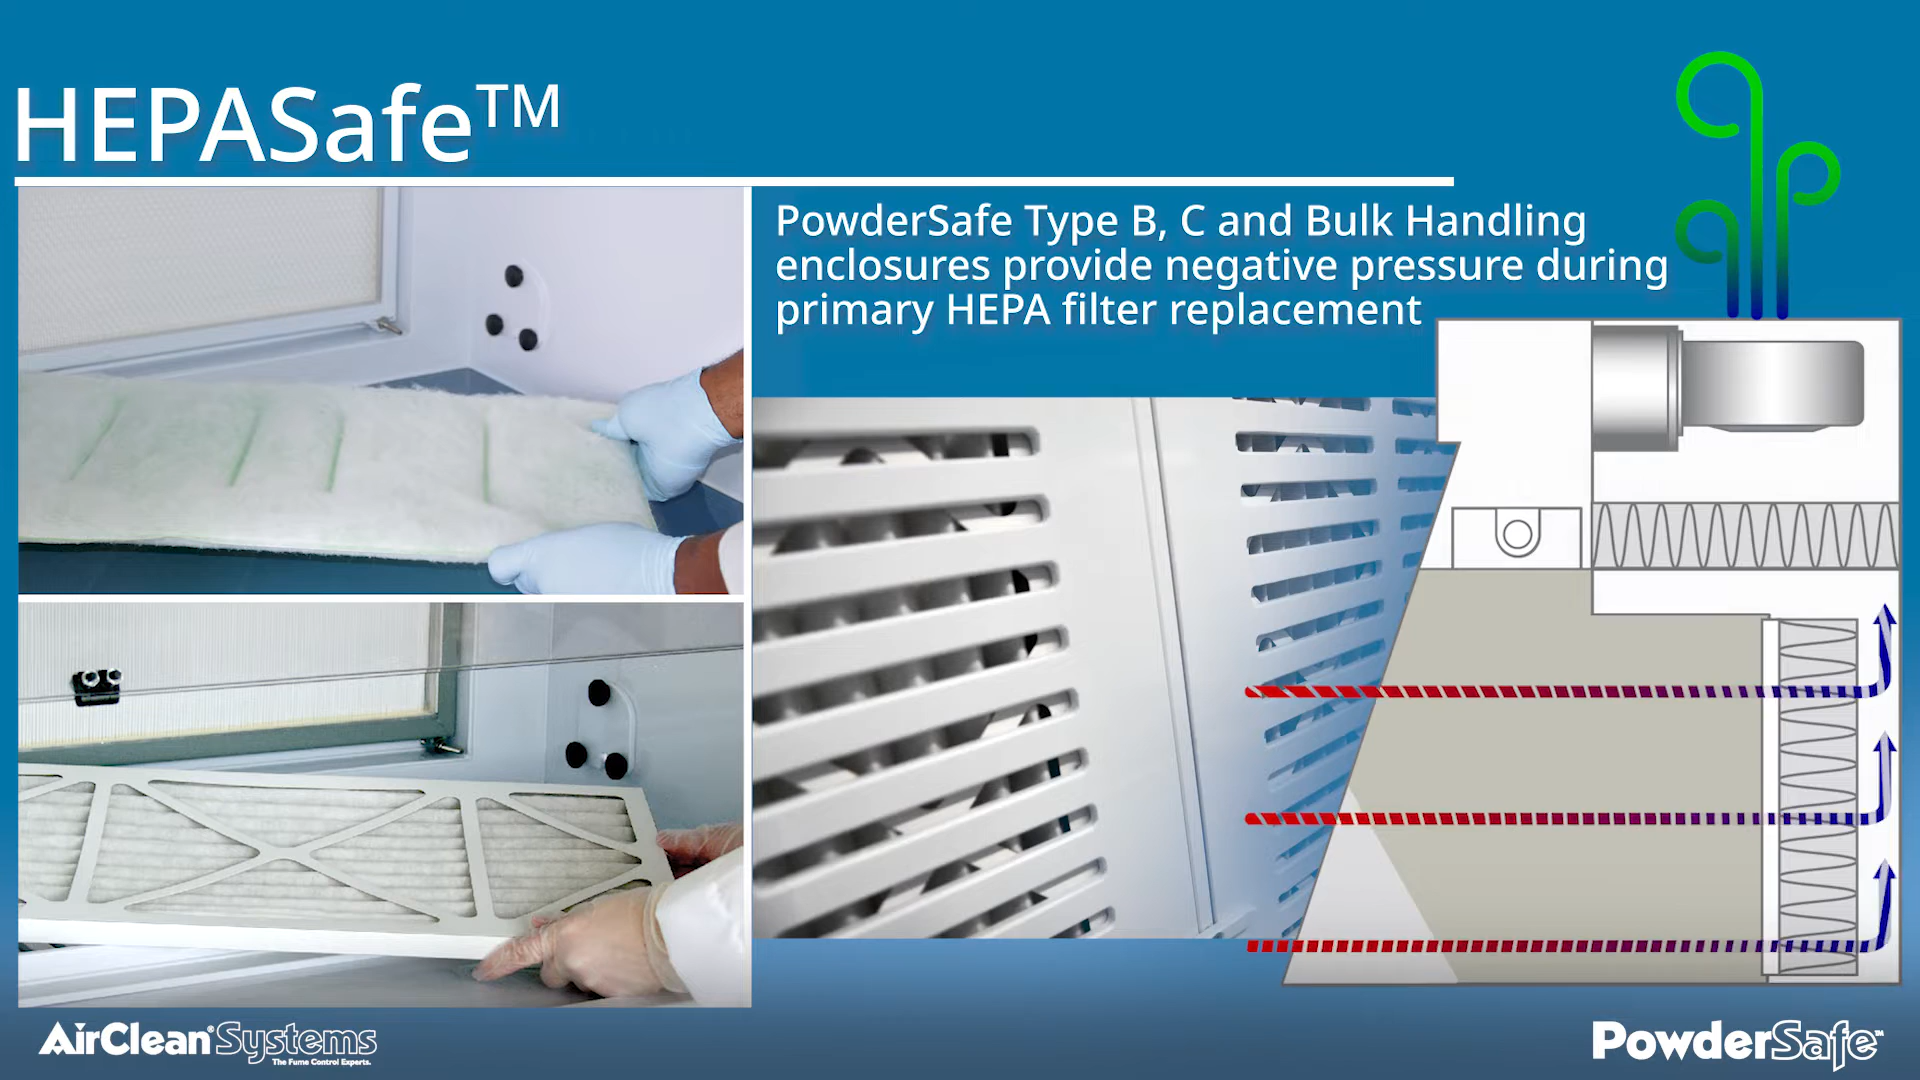 HEPASafe™
PowderSafe Type B, C and Bulk Handling
enclosures provide negative pressure during
primary HEPA filter replacement
AirClean® Systems
The Fume Control Experts.
PowderSafe™